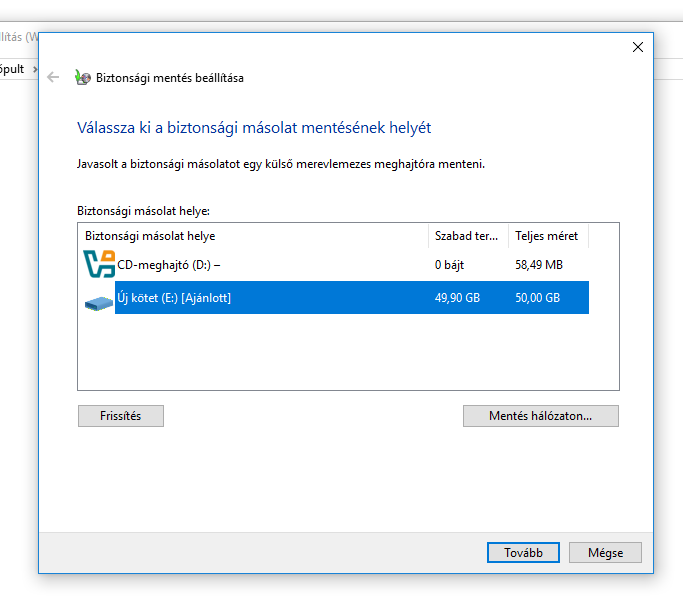 llítás (W
őpult ›
Biztonsági mentés beállítása
Válassza ki a biztonsági másolat mentésének helyét
Javasolt a biztonsági másolatot egy külső merevlemezes meghajtóra menteni.
Biztonsági másolat helye:
Biztonsági másolat helye Szabad ter... Teljes méret
CD-meghajtó (D:) – 0 bájt 58,49 MB
Új kötet (E:) [Ajánlott] 49,90 GB 50,00 GB
Frissítés Mentés hálózaton...
Tovább Mégse